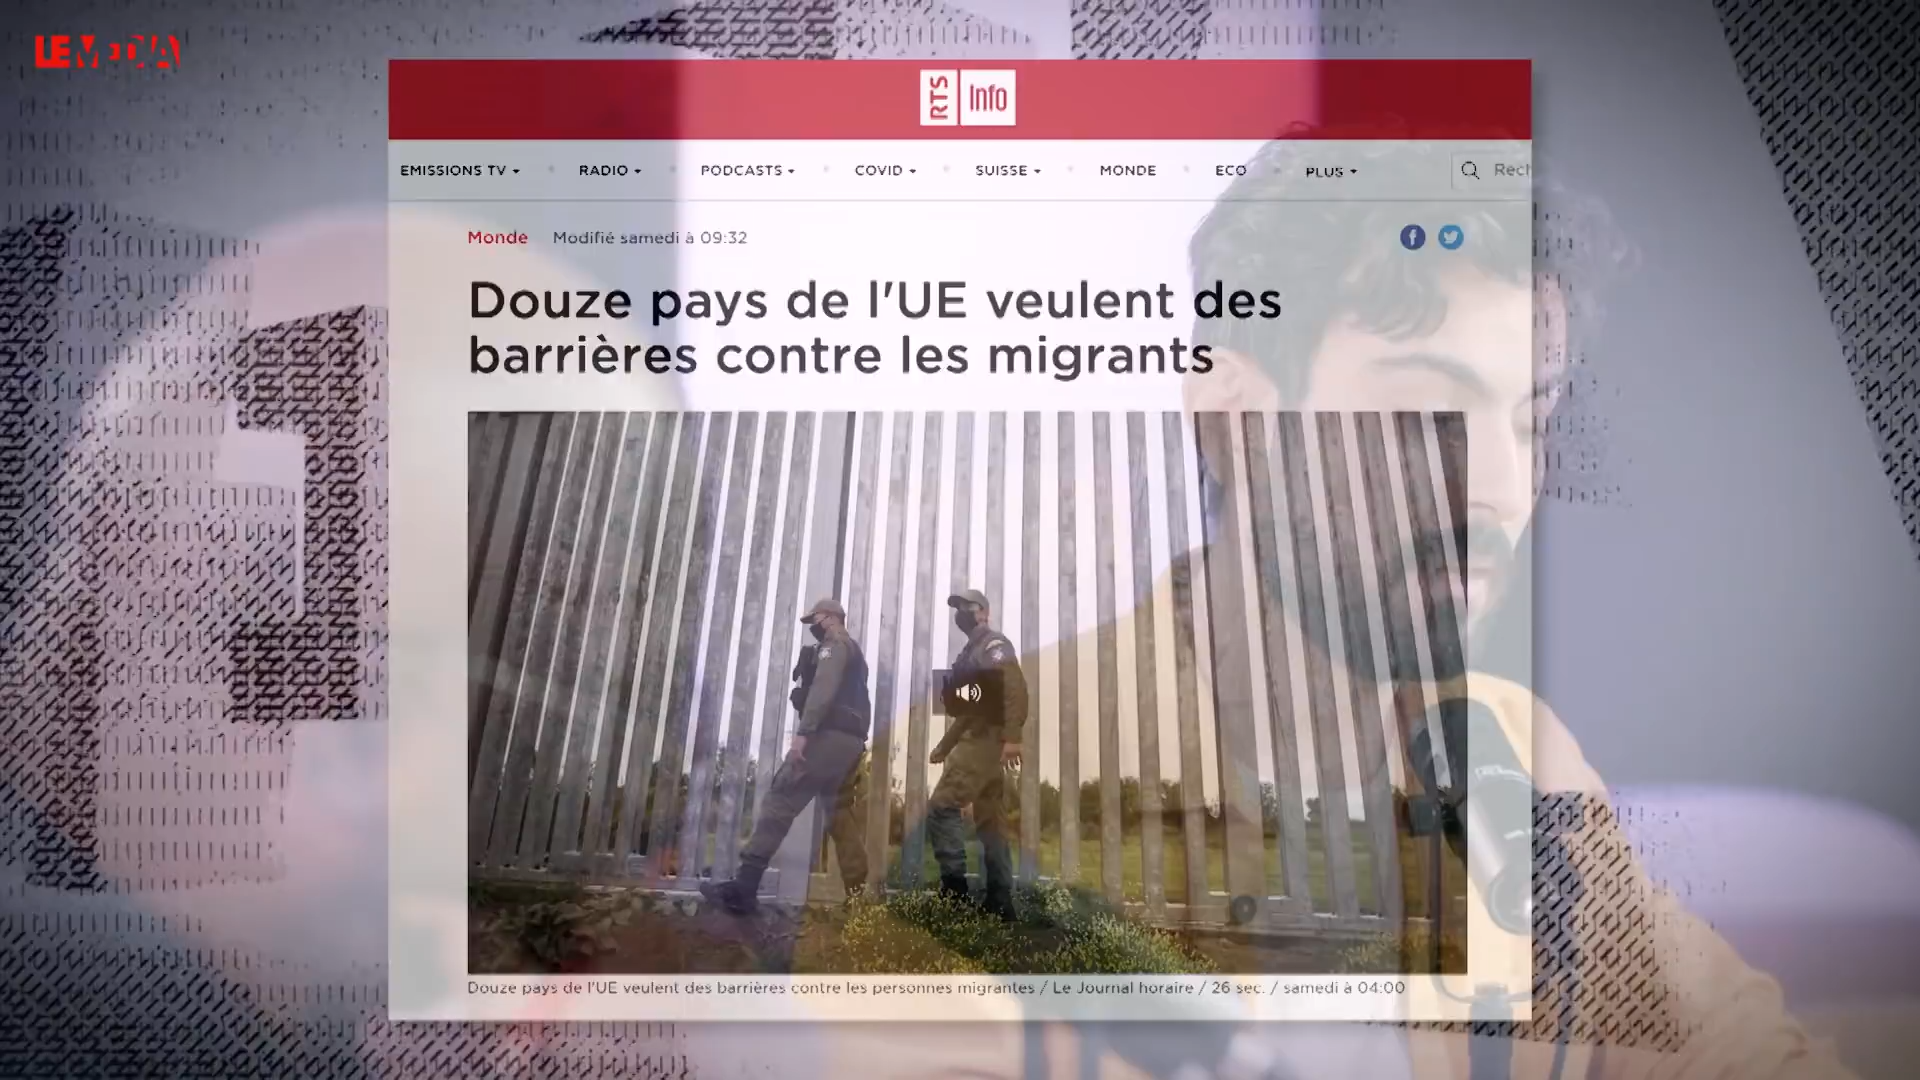 LEMEDIA
RTS Info
EMISSIONS TV RADIO PODCASTS COVID SUISSE MONDE ECO PLUS Rech
Monde Modifié samedi à 09:32
Douze pays de l'UE veulent des
barrières contre les migrants
Douze pays de l'UE veulent des barrières contre les personnes migrantes / Le Journal horaire / 26 sec. / samedi à 04:00